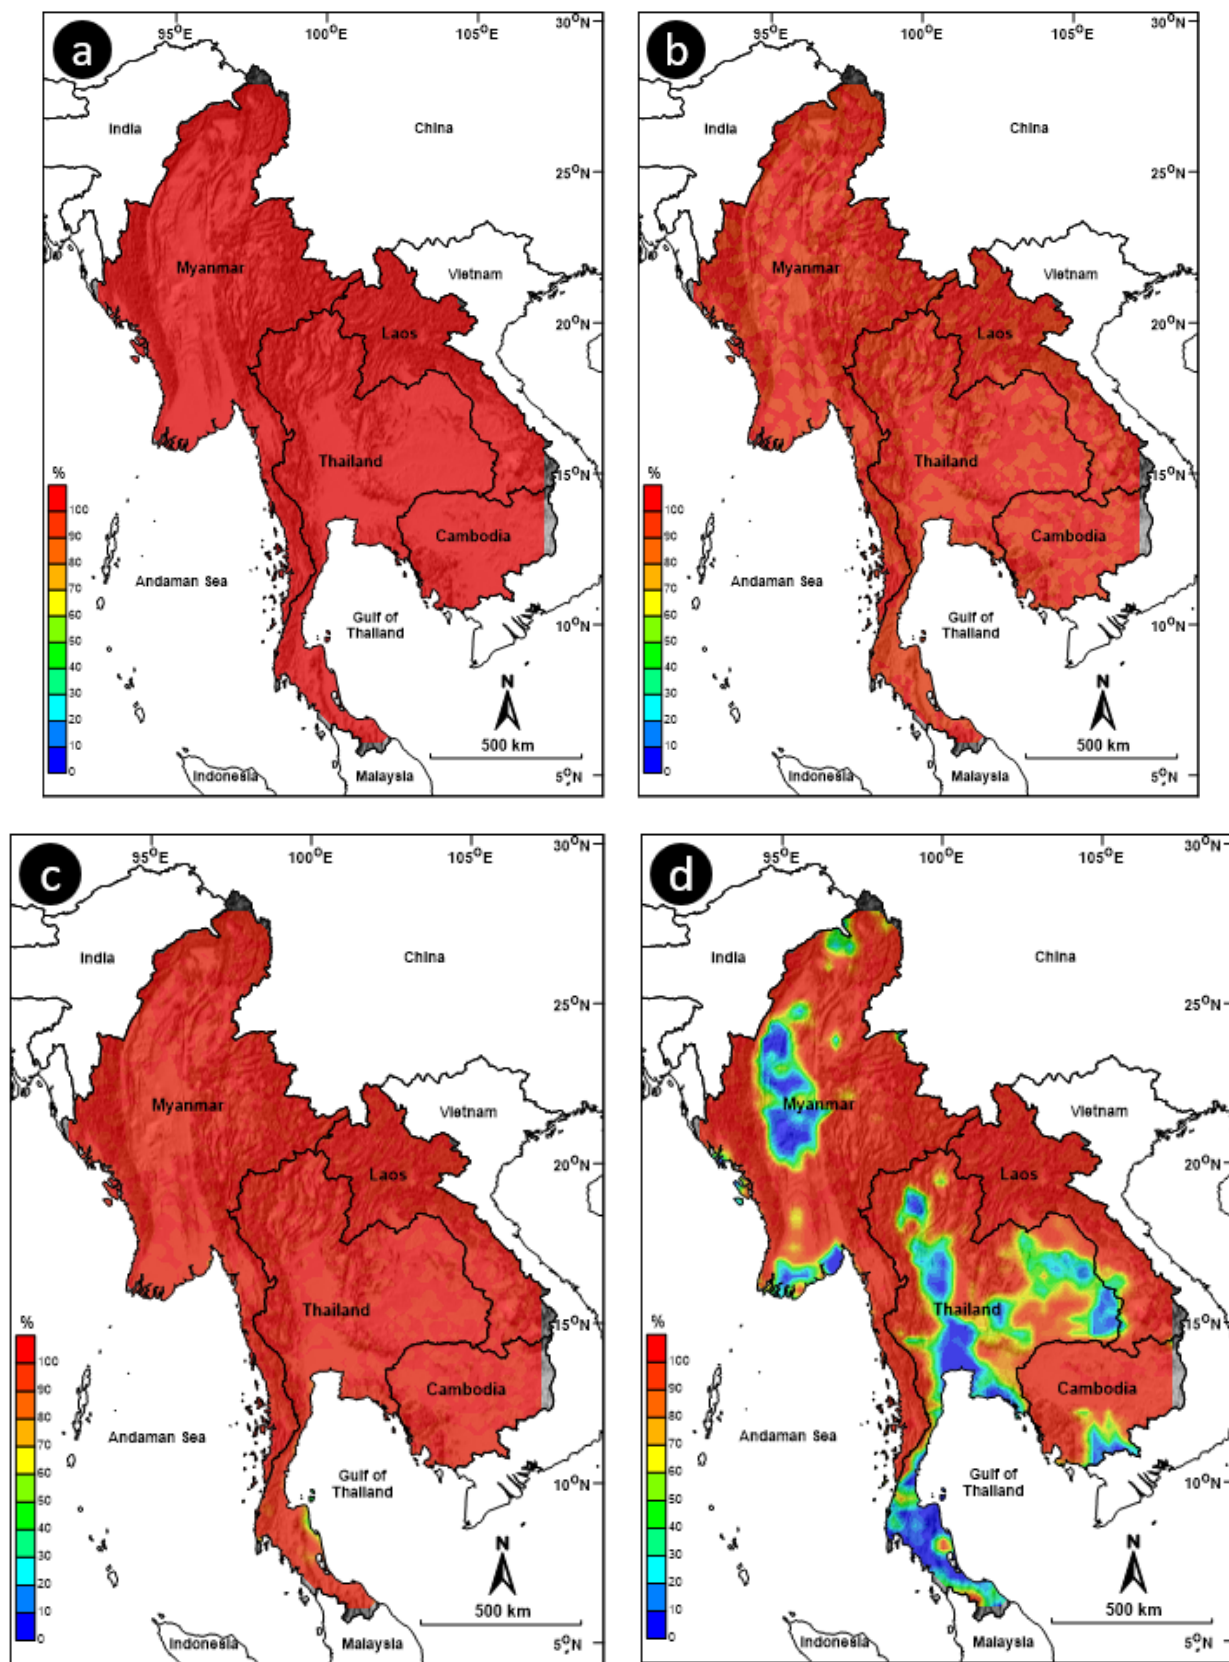 a
95°E
100°E
105°E
30°N
India
China
25°N
Myanmar
Vietnam
Laos
20°N
Thailand
15°N
%
100
90
80
70
60
50
40
30
20
10
0
Cambodia
Andaman Sea
Gulf of
Thailand
10°N
N
500 km
Indonesia
Malaysia
5°N
b
95°E
100°E
105°E
30°N
India
China
25°N
Myanmar
Vietnam
Laos
20°N
Thailand
15°N
%
100
90
80
70
60
50
40
30
20
10
0
Cambodia
Andaman Sea
Gulf of
Thailand
10°N
N
500 km
Indonesia
Malaysia
5°N
c
95°E
100°E
105°E
30°N
India
China
25°N
Myanmar
Vietnam
Laos
20°N
Thailand
15°N
%
100
90
80
70
60
50
40
30
20
10
0
Cambodia
Andaman Sea
Gulf of
Thailand
10°N
N
500 km
Indonesia
Malaysia
5°N
d
95°E
100°E
105°E
30°N
India
China
25°N
Myanmar
Vietnam
Laos
20°N
Thailand
15°N
%
100
90
80
70
60
50
40
30
20
10
0
Cambodia
Andaman Sea
Gulf of
Thailand
10°N
N
500 km
Indonesia
Malaysia
5°N